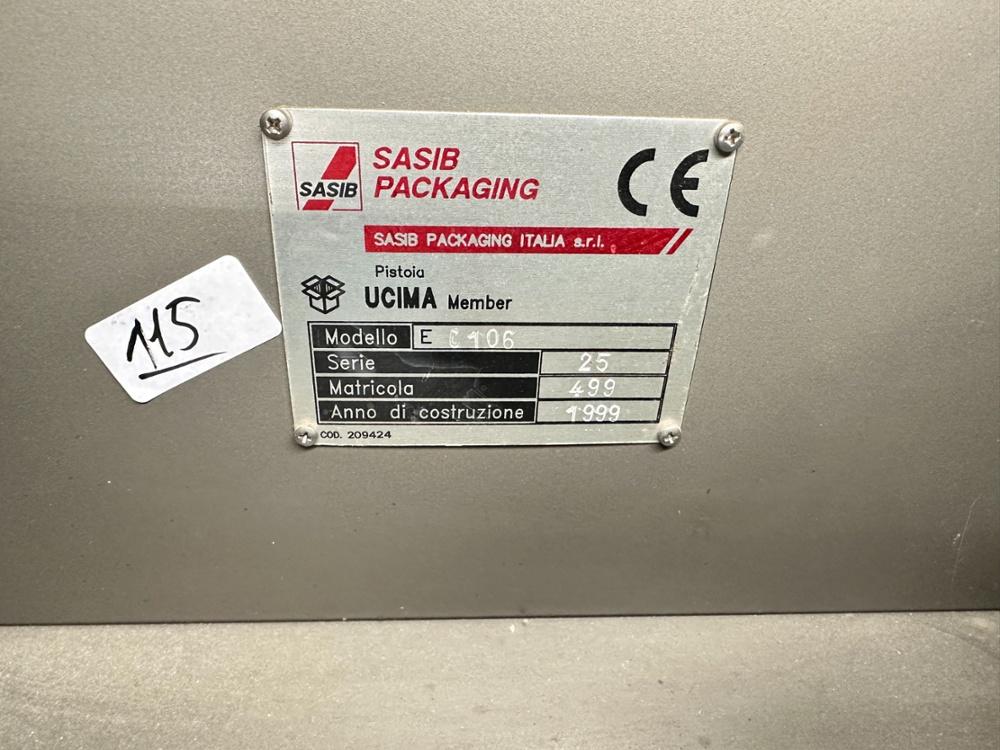 SASIB
SASIB
PACKAGING
CE
SASIB PACKAGING ITALIA s.r.l.
Pistoia
UCIMA Member
115
Modello E C106
Serie 25
Matricola 499
Anno di costruzione 1999
COD. 209424